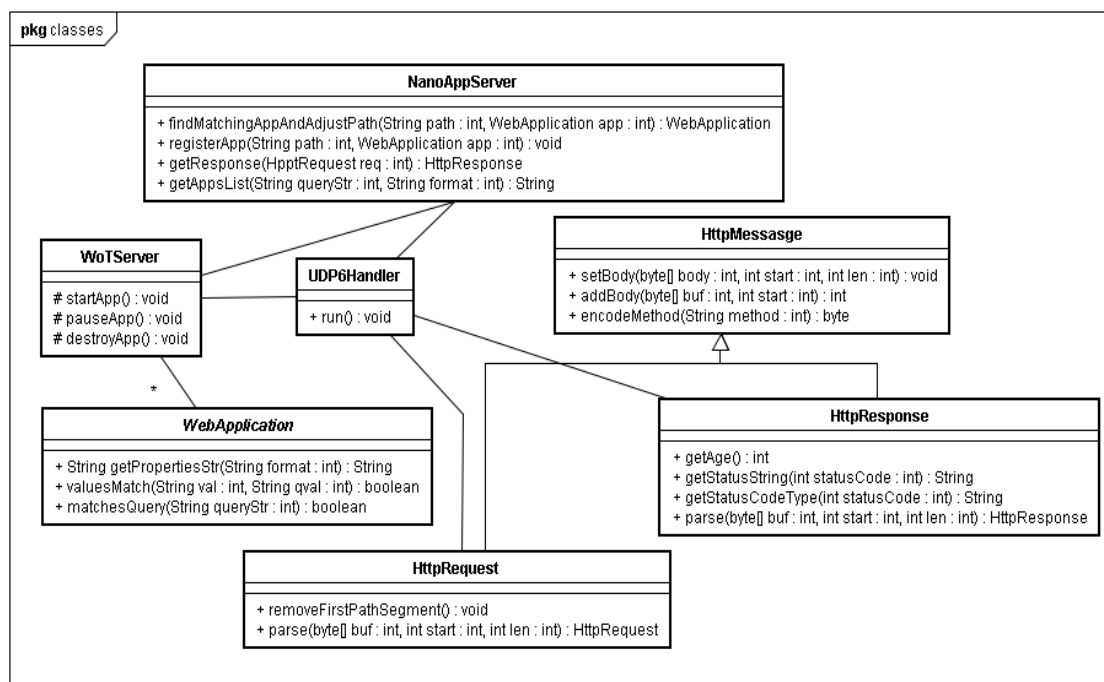 pkg classes
NanoAppServer
+ findMatchingAppAndAdjustPath(String path : int, WebApplication app : int) : WebApplication
+ registerApp(String path : int, WebApplication app : int) : void
+ getResponse(HpptRequest req : int) : HttpResponse
+ getAppsList(String queryStr : int, String format : int) : String
HttpMessasge
+ setBody(byte[] body : int, int start : int, int len : int) : void
+ addBody(byte[] buf : int, int start : int) : int
+ encodeMethod(String method : int) : byte
WoTServer
# startApp() : void
# pauseApp() : void
# destroyApp() : void
UDP6Handler
+ run() : void
*
WebApplication
+ String getPropertiesStr(String format : int) : String
+ valuesMatch(String val : int, String qval : int) : boolean
+ matchesQuery(String queryStr : int) : boolean
HttpResponse
+ getAge() : int
+ getStatusString(int statusCode : int) : String
+ getStatusCodeType(int statusCode : int) : String
+ parse(byte[] buf : int, int start : int, int len : int) : HttpResponse
HttpRequest
+ removeFirstPathSegment() : void
+ parse(byte[] buf : int, int start : int, int len : int) : HttpRequest